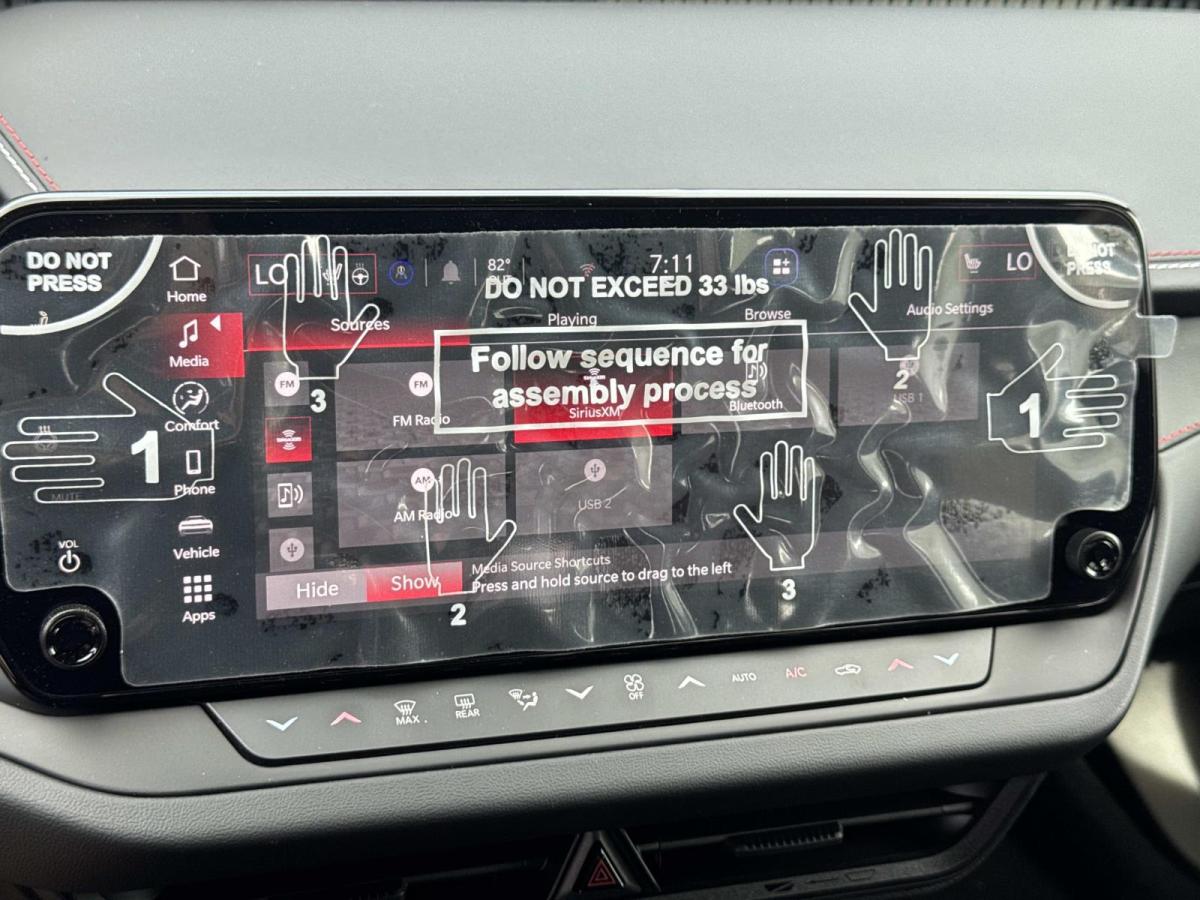 DO NOT
PRESS
Home
LO
82°
OUT
7:11
LO
DO NOT
PRESS
DO NOT EXCEED 33 lbs
Media
Sources
Playing
Browse
Audio Settings
Follow sequence for
assembly process
FM
3
FM
FM Radio
SiriusXM
Bluetooth
2
USB 1
Comfort
1
1
SIRIUSXM
MUTE
Phone
AM
AM Radio
USB 2
VOL
Vehicle
Apps
Hide
Show
Media Source Shortcuts
Press and hold source to drag to the left
2
3
MAX
REAR
OFF
AUTO
A/C